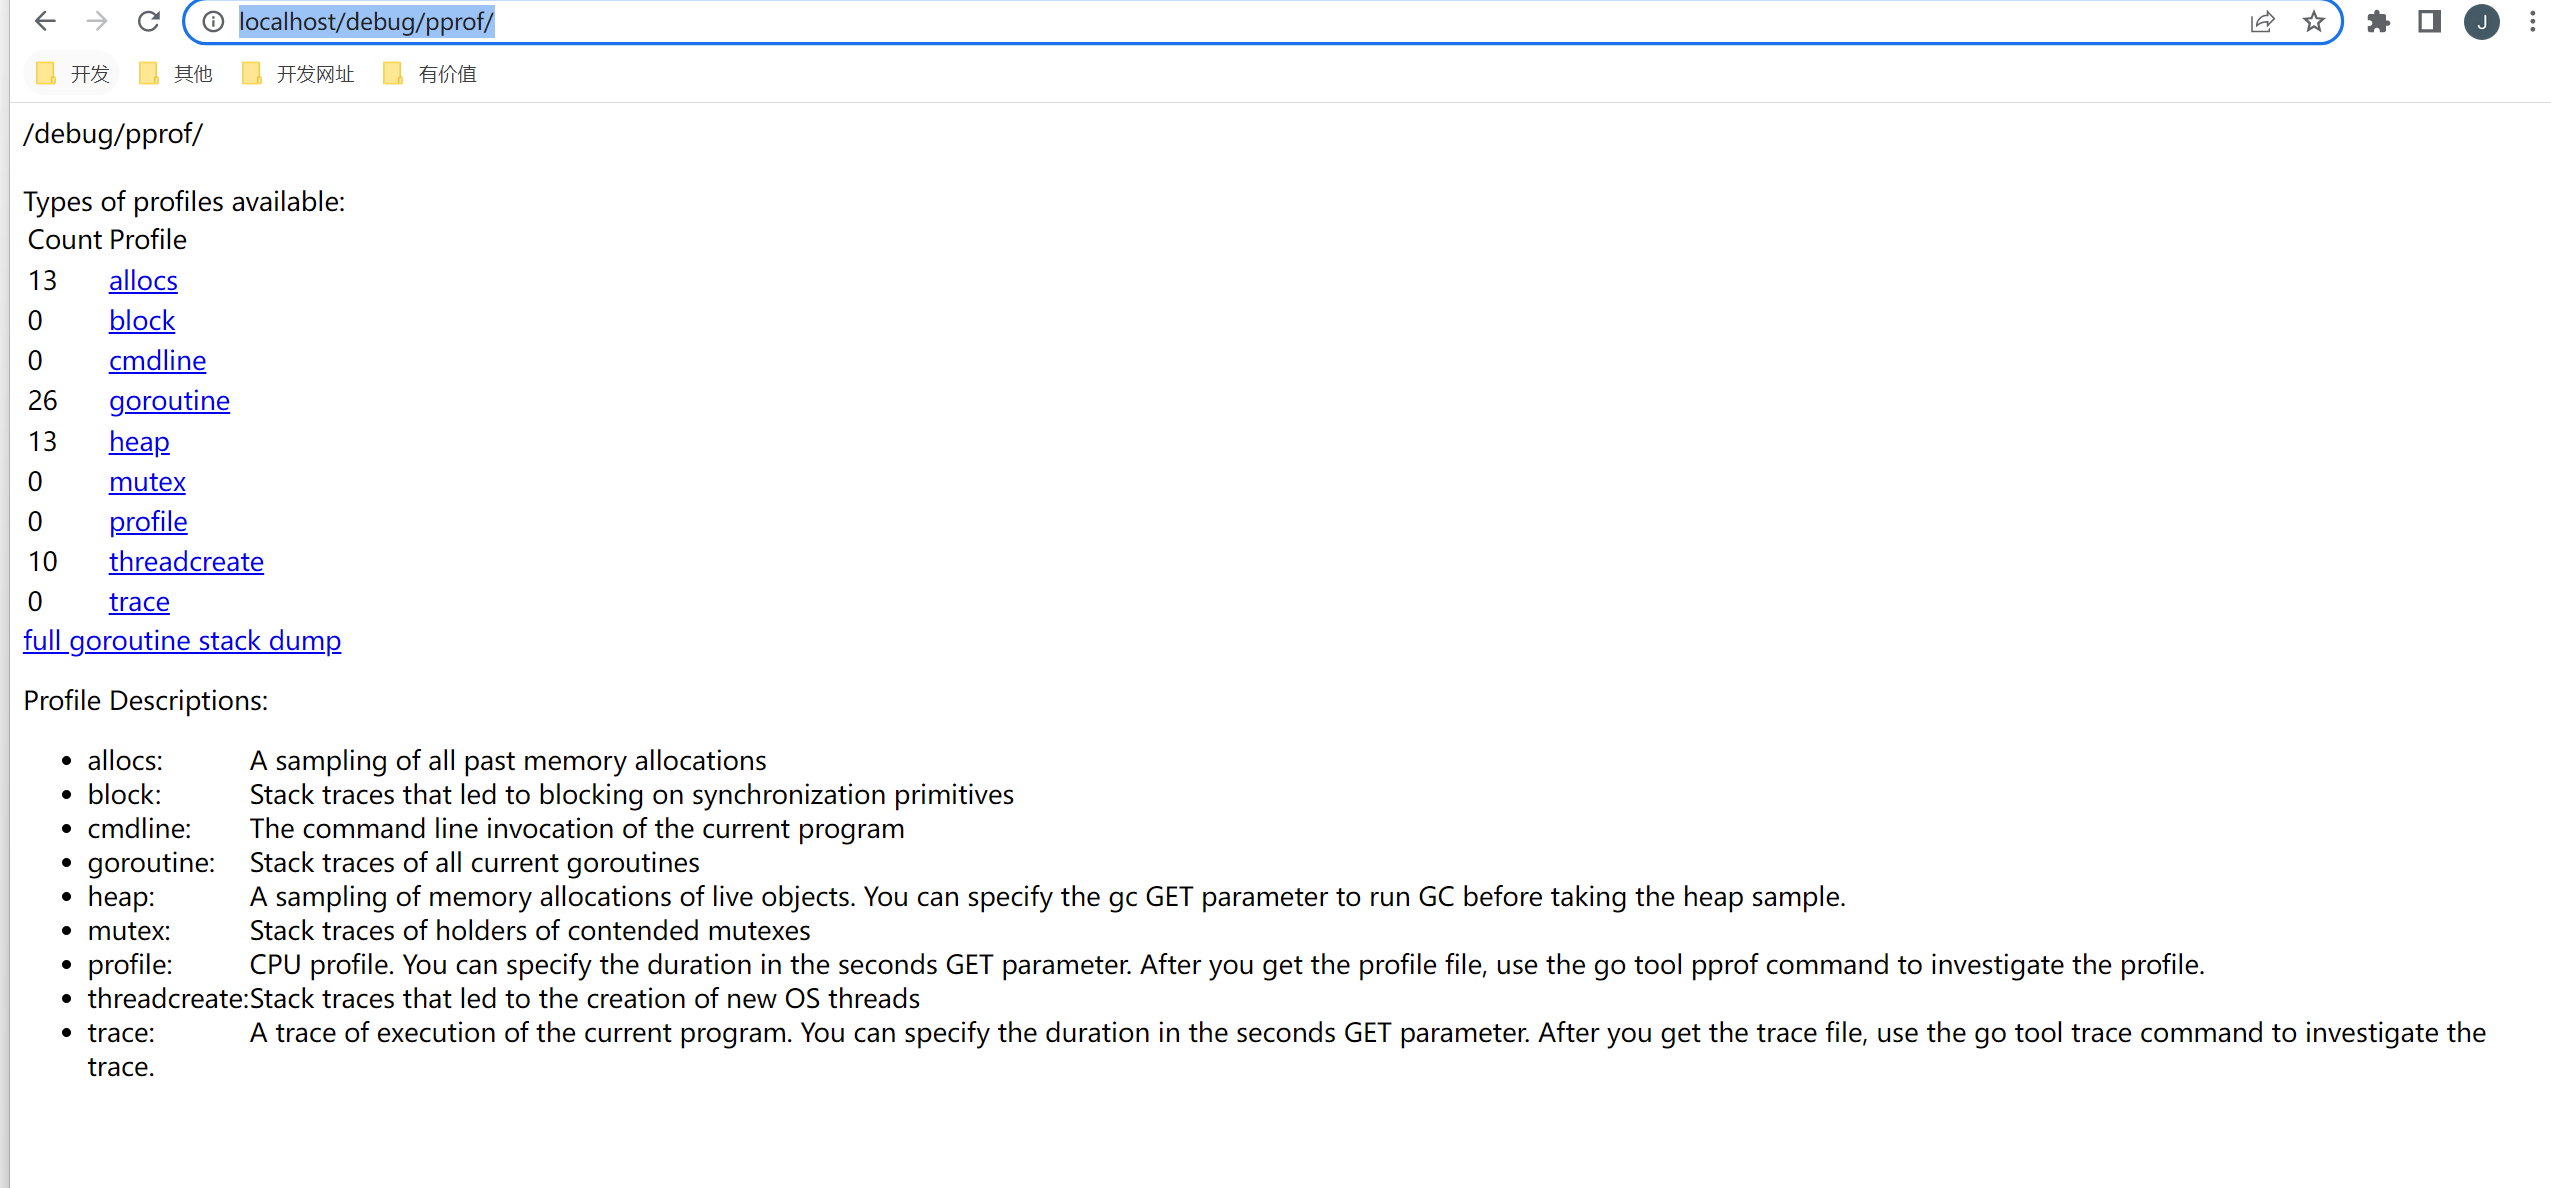 localhost/debug/pprof/
J
开发 其他 开发网址 有价值
/debug/pprof/
Types of profiles available:
Count Profile
13 allocs
0 block
0 cmdline
26 goroutine
13 heap
0 mutex
0 profile
10 threadcreate
0 trace
full goroutine stack dump
Profile Descriptions:
• allocs: A sampling of all past memory allocations
• block: Stack traces that led to blocking on synchronization primitives
• cmdline: The command line invocation of the current program
• goroutine: Stack traces of all current goroutines
• heap: A sampling of memory allocations of live objects. You can specify the gc GET parameter to run GC before taking the heap sample.
• mutex: Stack traces of holders of contended mutexes
• profile: CPU profile. You can specify the duration in the seconds GET parameter. After you get the profile file, use the go tool pprof command to investigate the profile.
• threadcreate:Stack traces that led to the creation of new OS threads
• trace: A trace of execution of the current program. You can specify the duration in the seconds GET parameter. After you get the trace file, use the go tool trace command to investigate the
trace.